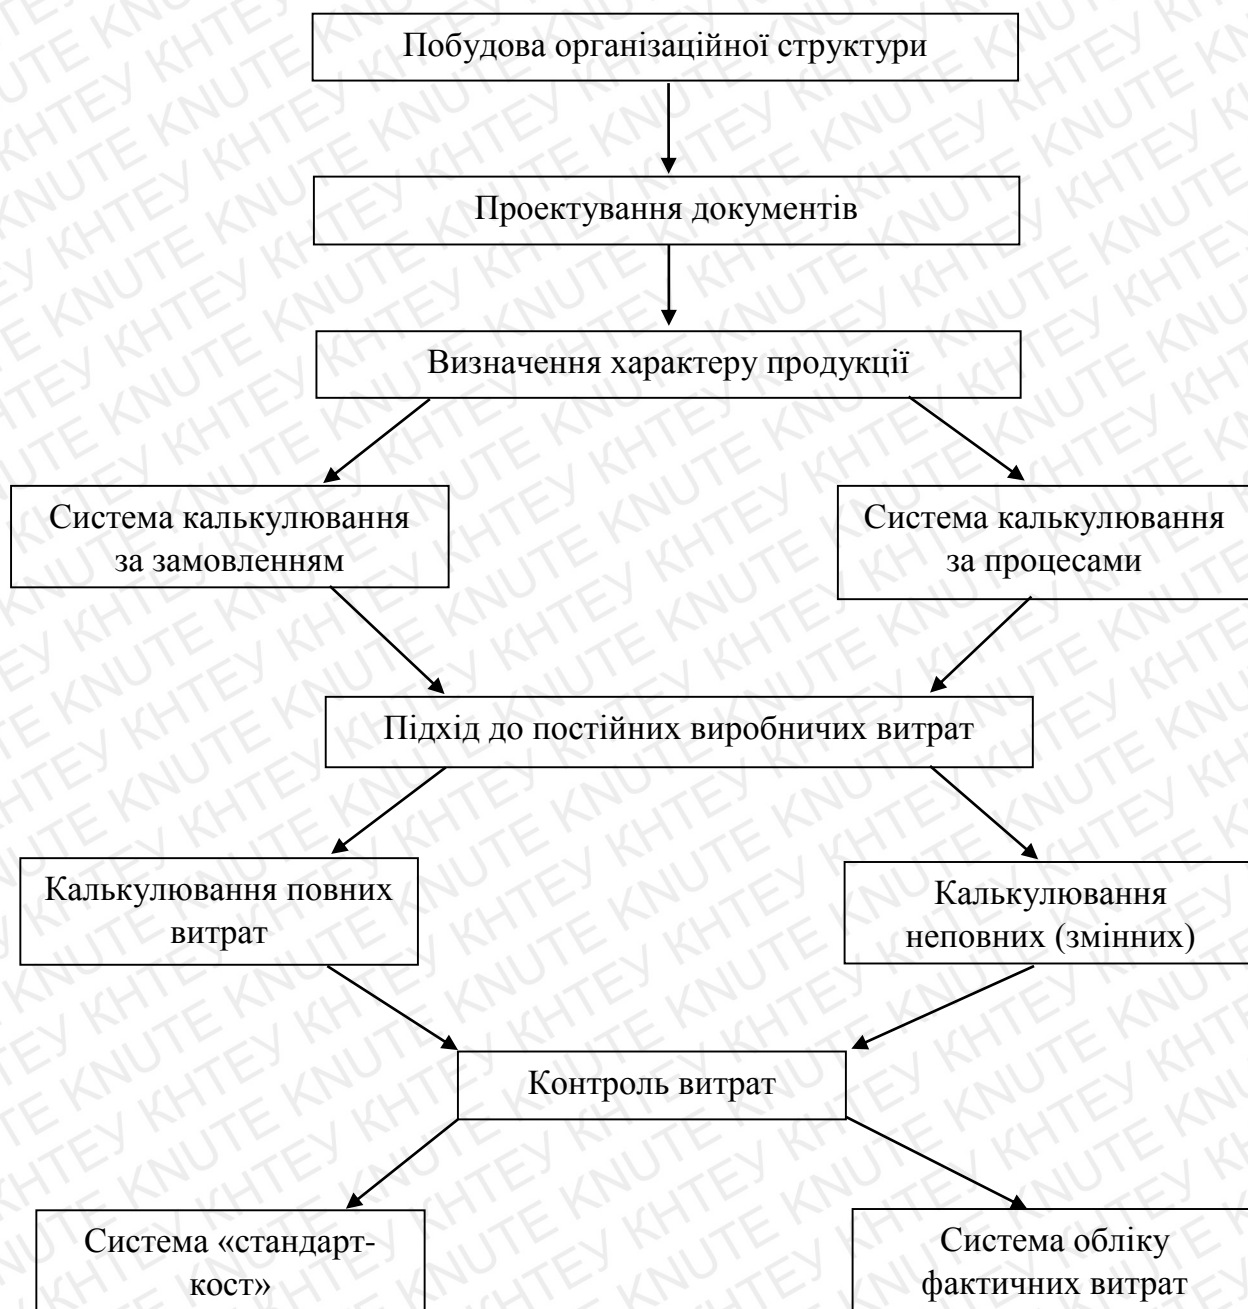 Побудова організаційної структури
Проектування документів
Визначення характеру продукції
Система калькулювання
за замовленням
Система калькулювання
за процесами
Підхід до постійних виробничих витрат
Калькулювання повних
витрат
Калькулювання
неповних (змінних)
Контроль витрат
Система «стандарт-
кост»
Система обліку
фактичних витрат